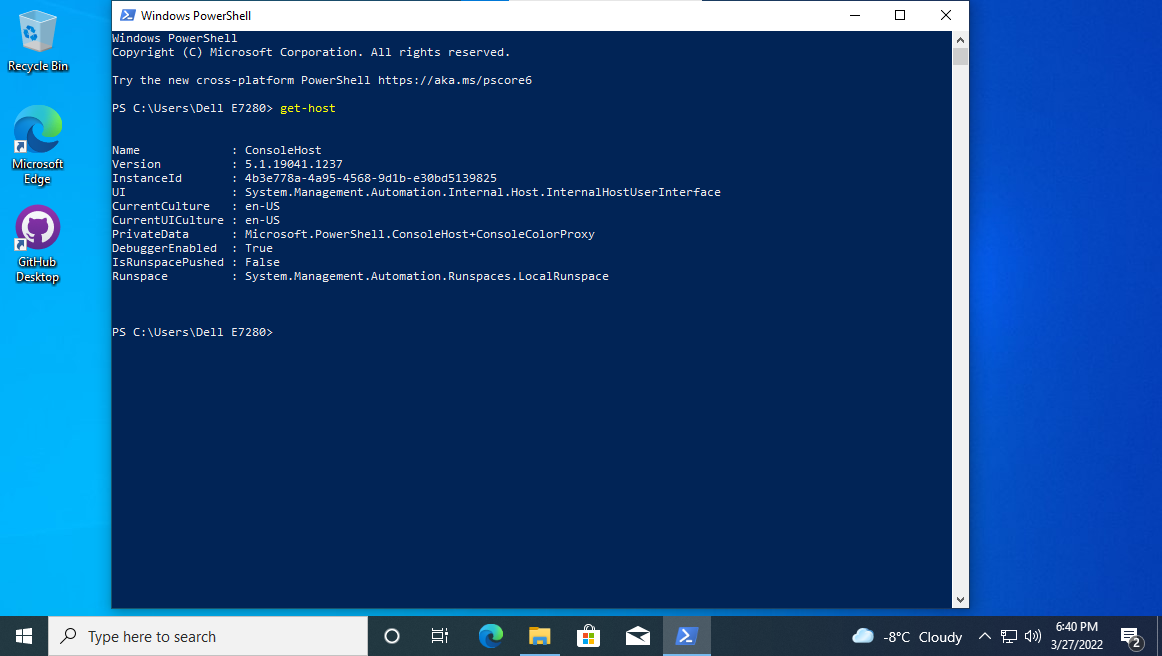 Windows PowerShell
Recycle Bin
Microsoft
Edge
GitHub
Desktop
Windows PowerShell
Copyright (C) Microsoft Corporation. All rights reserved.
Try the new cross-platform PowerShell https://aka.ms/pscore6
PS C:\Users\Dell E7280> get-host
Name             : ConsoleHost
Version          : 5.1.19041.1237
InstanceId       : 4b3e778a-4a95-4568-9d1b-e30bd5139825
UI               : System.Management.Automation.Internal.Host.InternalHostUserInterface
CurrentCulture   : en-US
CurrentUICulture : en-US
PrivateData      : Microsoft.PowerShell.ConsoleHost+ConsoleColorProxy
DebuggerEnabled  : True
IsRunspacePushed : False
Runspace         : System.Management.Automation.Runspaces.LocalRunspace
PS C:\Users\Dell E7280>
Type here to search
-8°C Cloudy
6:40 PM
3/27/2022
2